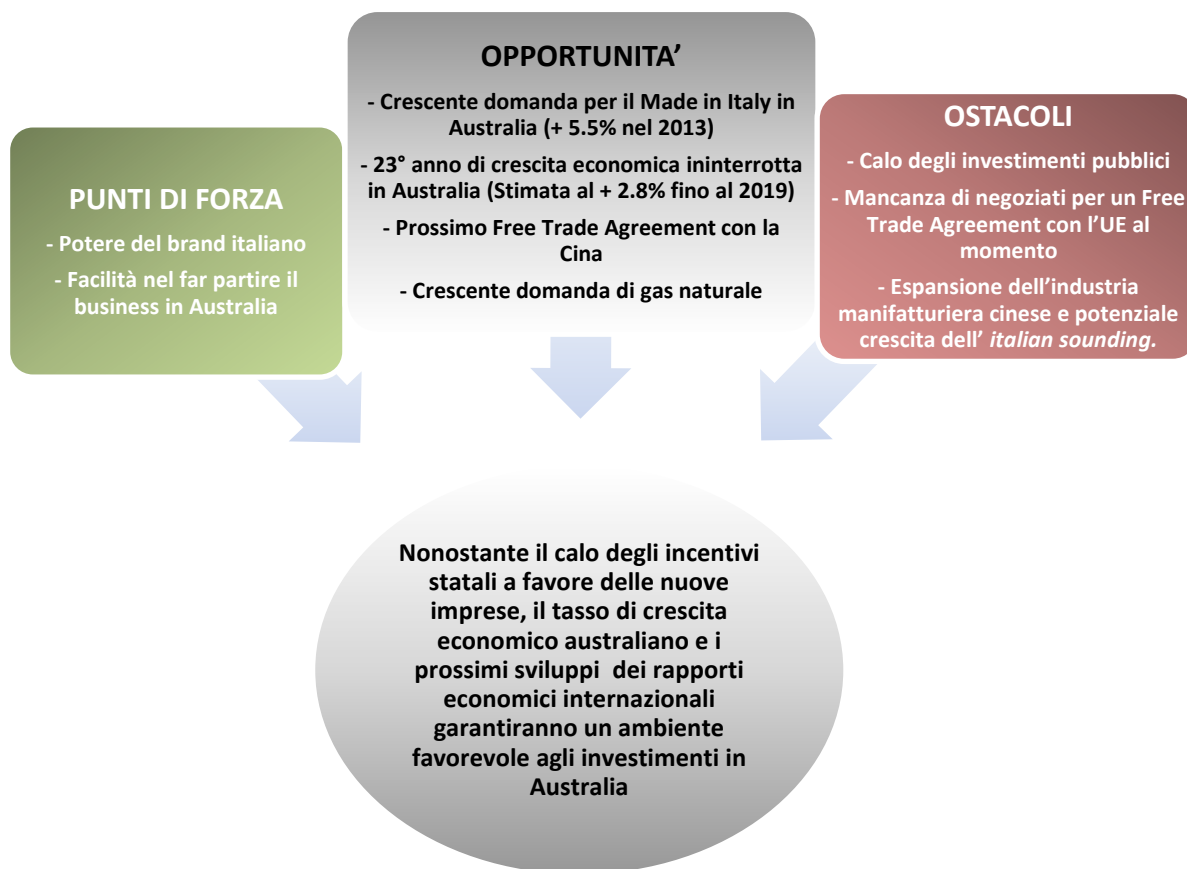 PUNTI DI FORZA
- Potere del brand italiano
- Facilità nel far partire il
business in Australia
OPPORTUNITA’
- Crescente domanda per il Made in Italy in
Australia (+ 5.5% nel 2013)
- 23° anno di crescita economica ininterrotta
in Australia (Stimata al + 2.8% fino al 2019)
- Prossimo Free Trade Agreement con la
Cina
- Crescente domanda di gas naturale
OSTACOLI
- Calo degli investimenti pubblici
- Mancanza di negoziati per un Free
Trade Agreement con l’UE al
momento
- Espansione dell’industria
manifatturiera cinese e potenziale
crescita dell’ italian sounding.
Nonostante il calo degli incentivi
statali a favore delle nuove
imprese, il tasso di crescita
economico australiano e i
prossimi sviluppi dei rapporti
economici internazionali
garantiranno un ambiente
favorevole agli investimenti in
Australia